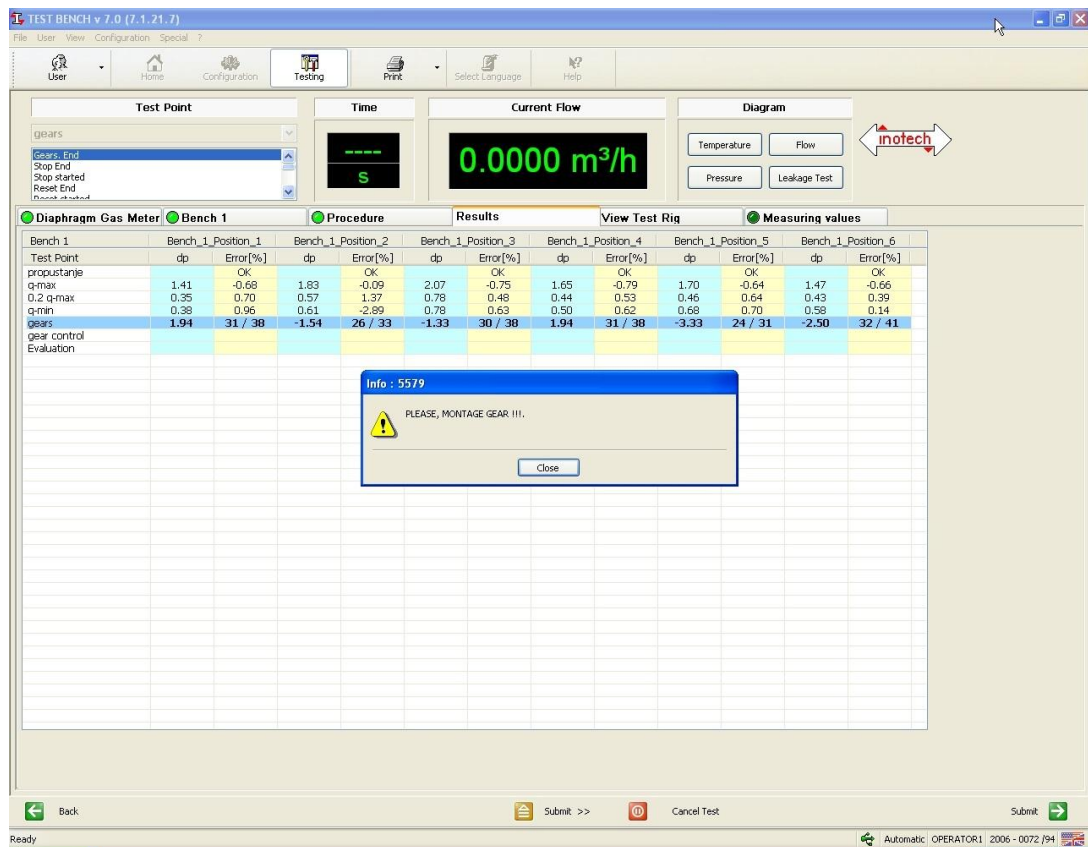 TEST BENCH v 7.0 (7.1.21.7)
File User View Configuration Special ?
User Home Configuration Testing Print Select Language Help
Test Point Time Current Flow Diagram
gears
Gears. End
Stop End
Stop started
Reset End
Reset started
---- s
0.0000 m³/h
Temperature Flow
Pressure Leakage Test
inotech
Diaphragm Gas Meter Bench 1 Procedure Results View Test Rig Measuring values
Bench 1 Bench_1_Position_1 Bench_1_Position_2 Bench_1_Position_3 Bench_1_Position_4 Bench_1_Position_5 Bench_1_Position_6
Test Point dp Error[%] dp Error[%] dp Error[%] dp Error[%] dp Error[%] dp Error[%]
propustanje OK OK OK OK OK OK
q-max 1.41 -0.68 1.83 -0.09 2.07 -0.75 1.65 -0.79 1.70 -0.64 1.47 -0.66
0.2 q-max 0.35 0.70 0.57 1.37 0.78 0.48 0.44 0.53 0.46 0.64 0.43 0.39
q-min 0.38 0.96 0.61 -2.89 0.78 0.63 0.50 0.62 0.68 0.70 0.58 0.14
gears 1.94 31 / 38 -1.54 26 / 33 -1.33 30 / 38 1.94 31 / 38 -3.33 24 / 31 -2.50 32 / 41
gear control
Evaluation
Info : 5579
PLEASE, MONTAGE GEAR !!!.
Close
Back Submit >> Cancel Test Submit
Ready Automatic OPERATOR1 2006 - 0072 /94